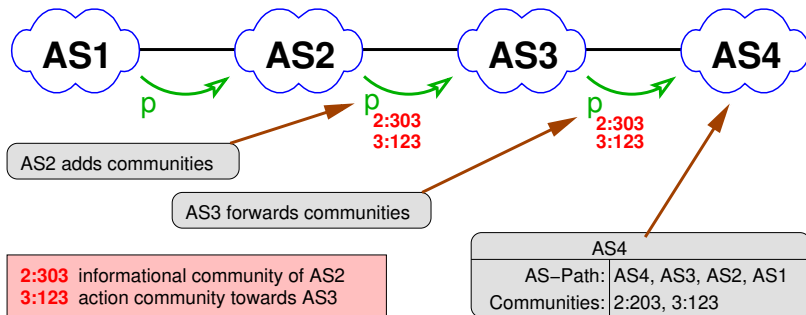 AS1 AS2 AS3 AS4
p p p
2:303 2:303
3:123 3:123
AS2 adds communities
AS3 forwards communities
2:303 informational community of AS2
3:123 action community towards AS3
AS4
AS−Path: AS4, AS3, AS2, AS1
Communities: 2:203, 3:123